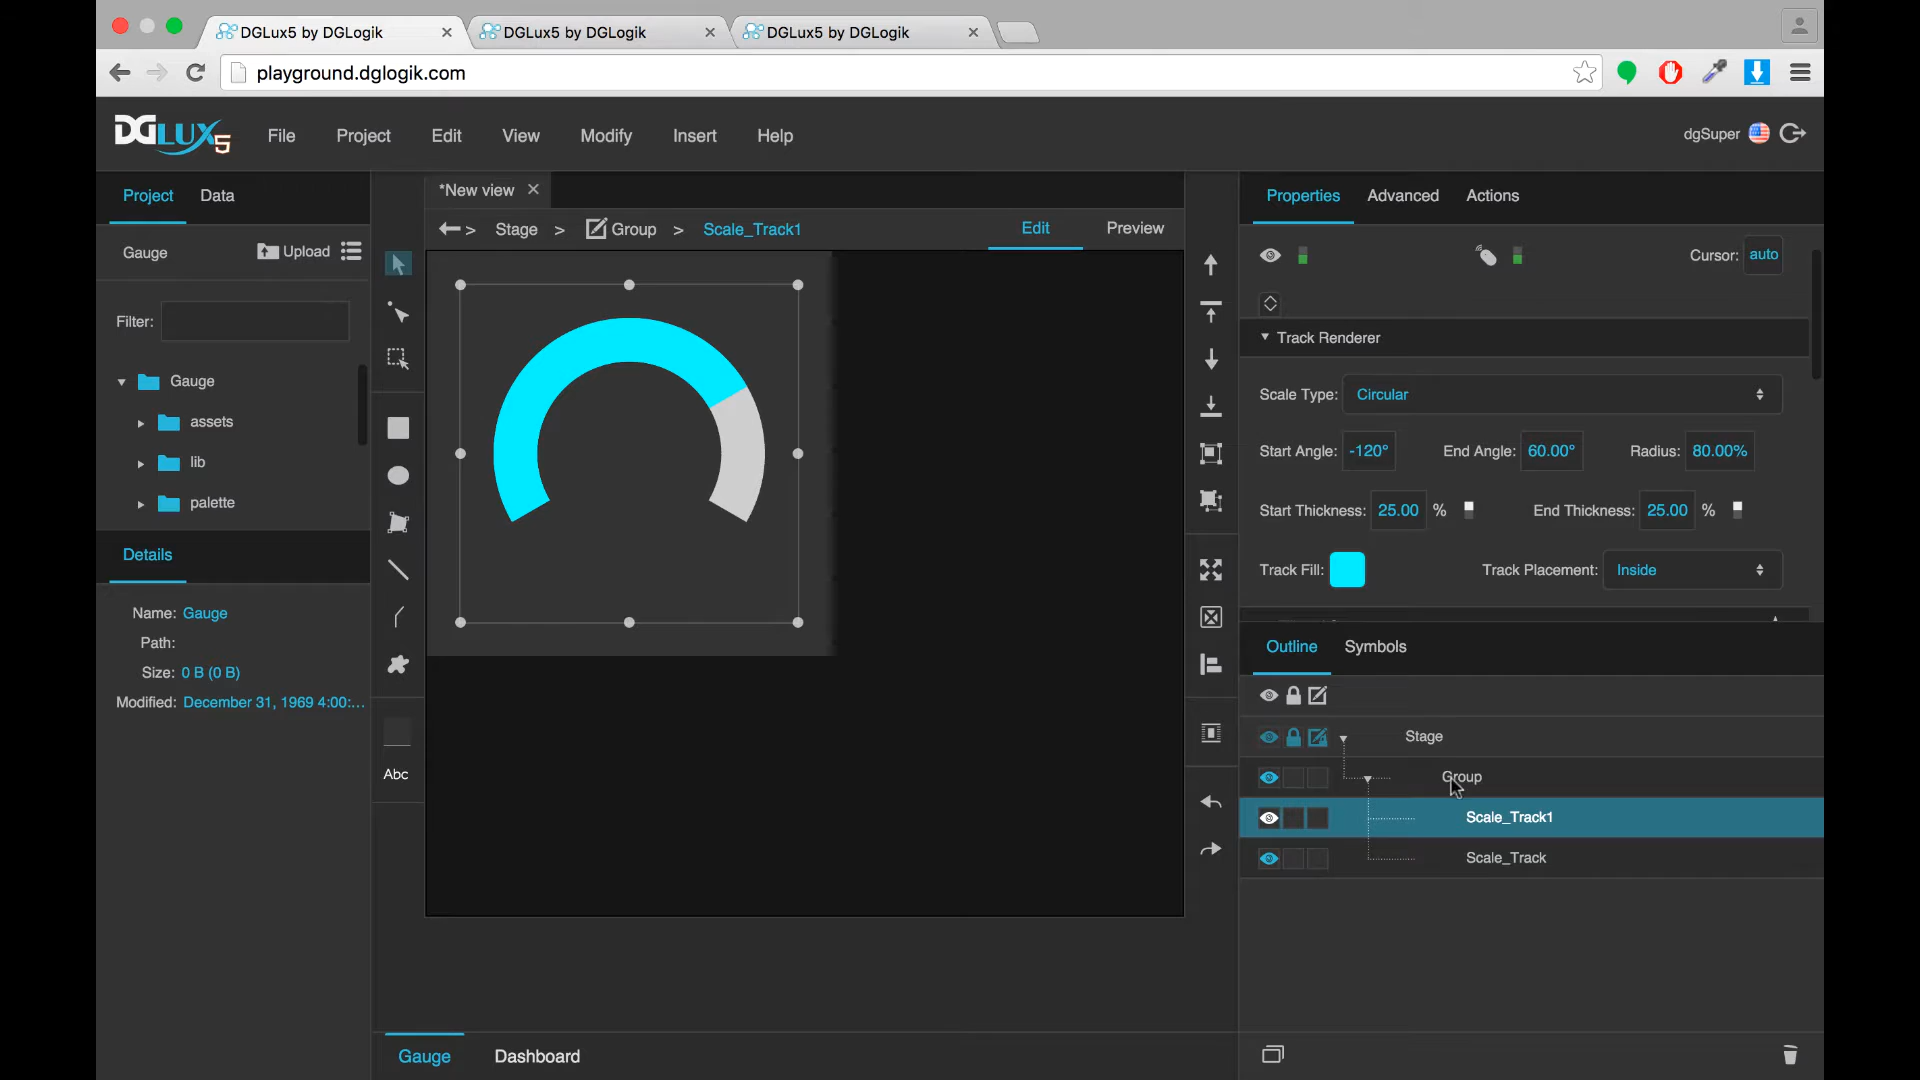 DGLux5 by DGLogik
DGLux5 by DGLogik
DGLux5 by DGLogik
playground.dglogik.com
DGLUX5 File Project Edit View Modify Insert Help dgSuper
Project Data
*New view
Properties Advanced Actions
> Stage > Group > Scale_Track1 Edit Preview
Gauge Upload
Cursor: auto
Filter:
Track Renderer
Gauge
Scale Type: Circular
assets
Start Angle: -120° End Angle: 60.00° Radius: 80.00%
lib
palette
Start Thickness: 25.00 % End Thickness: 25.00 %
Details
Track Fill: Track Placement: Inside
Name: Gauge
Path:
Size: 0 B (0 B)
Modified: December 31, 1969 4:00:...
Outline Symbols
Stage
Group
Abc
Scale_Track1
Scale_Track
Gauge Dashboard